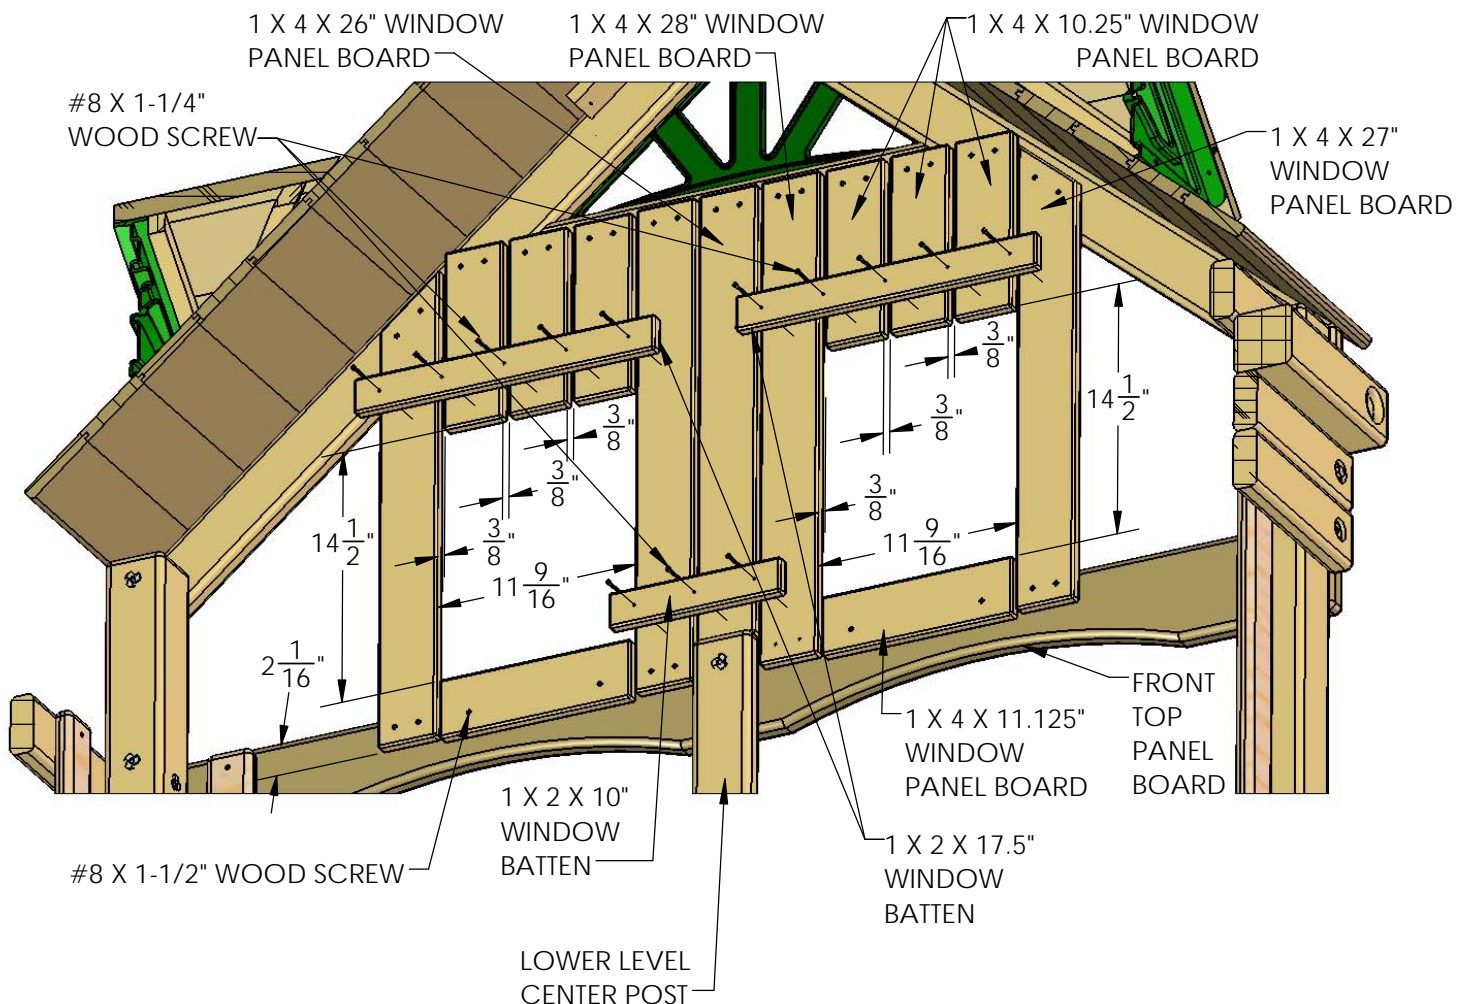 1 X 4 X 26" WINDOW
PANEL BOARD
1 X 4 X 28" WINDOW
PANEL BOARD
1 X 4 X 10.25" WINDOW
PANEL BOARD
#8 X 1-1/4"
WOOD SCREW
1 X 4 X 27"
WINDOW
PANEL BOARD
3/8"
14 1/2"
3/8"
3/8"
3/8"
3/8"
14 1/2"
3/8"
11 9/16"
11 9/16"
2 1/16"
FRONT
TOP
PANEL
BOARD
1 X 4 X 11.125"
WINDOW
PANEL BOARD
1 X 2 X 10"
WINDOW
BATTEN
1 X 2 X 17.5"
WINDOW
BATTEN
#8 X 1-1/2" WOOD SCREW
LOWER LEVEL
CENTER POST